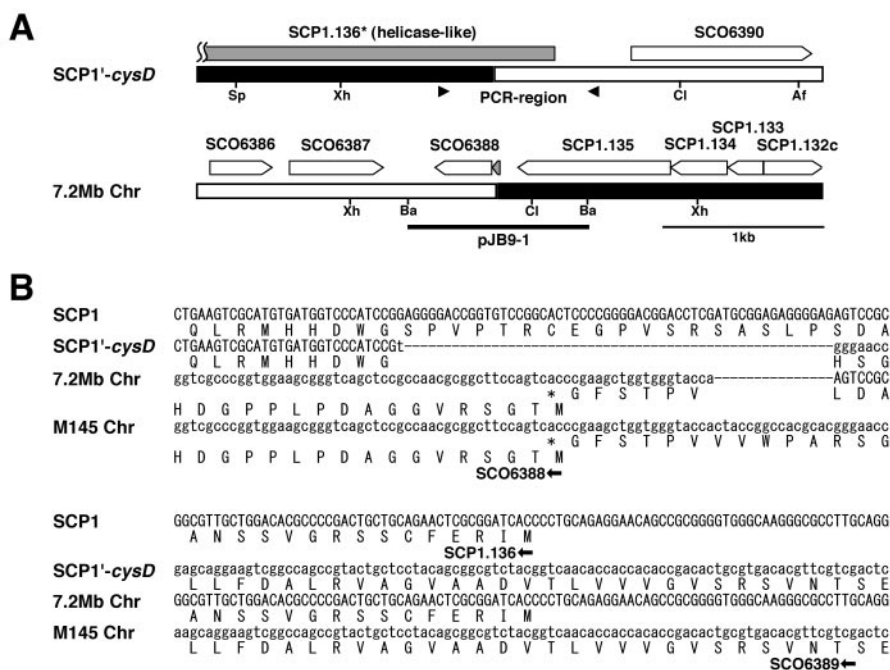 A
SCP1.136* (helicase-like)
SCO6390
SCP1'-cysD
Sp
Xh
PCR-region
Cl
Af
SCP1.133
SCO6386
SCO6387
SCO6388
SCP1.135
SCP1.134
SCP1.132c
7.2Mb Chr
Xh
Ba
Cl
Ba
Xh
pJB9-1
1kb
B
SCP1 CTGAAGTCGCATGTGATGGTCCCATCCGGAGGGGACCGGTGTCCGGCACTCCCCGGGGACGGACCTCGATGCGGAGAGGGGAGAGTCCGC
Q L R M H H D W G S P V P T R C E G P V S R S A S L P S D A
SCP1'-cysD CTGAAGTCGCATGTGATGGTCCCATCCGt--------------------------------------------------------ggggaacc
Q L R M H H D W G H S G
7.2Mb Chr ggtcgcccggtggaagcgggtcagctccgccaacgcggcttccagtcacccgaagctggtgggtacca---------------AGTCCGC
* G F S T P V L D A
H D G P P L P D A G G V R S G T M
M145 Chr ggtcgcccggtggaagcgggtcagctccgccaacgcggcttccagtcacccgaagctggtgggtaccactaccggccacgcacgggaacc
* G F S T P V V V W P A R S G
H D G P P L P D A G G V R S G T M
SCO6388
SCP1 GGCGTTGCTGGACACGCCCCGACTGCTGCAGAACTCGCGGATCACCCCTGCAGAGGAACAGCCGCGGGGTGGGCAAGGGCGCCTTGCAGG
A N S S V G R S S C F E R I M
SCP1.136
SCP1'-cysD gagcaggaagtcggccagccgtactgctcctacagcggcgtctacggtcaacaccaccacaccgacactgcgtgacacgttcgtcgactc
L L F D A L R V A G V A A D V T L V V V G V S R S V N T S E
7.2Mb Chr GGCGTTGCTGGACACGCCCCGACTGCTGCAGAACTCGCGGATCACCCCTGCAGAGGAACAGCCGCGGGGTGGGCAAGGGCGCCTTGCAGG
A N S S V G R S S C F E R I M
M145 Chr aagcaggaagtcggccagccgtactgctcctacagcggcgtctacggtcaacaccaccacaccgacactgcgtgacacgttcgtcgactc
L L F D A L R V A G V A A D V T L V V V G V S R S V N T S E
SCO6389